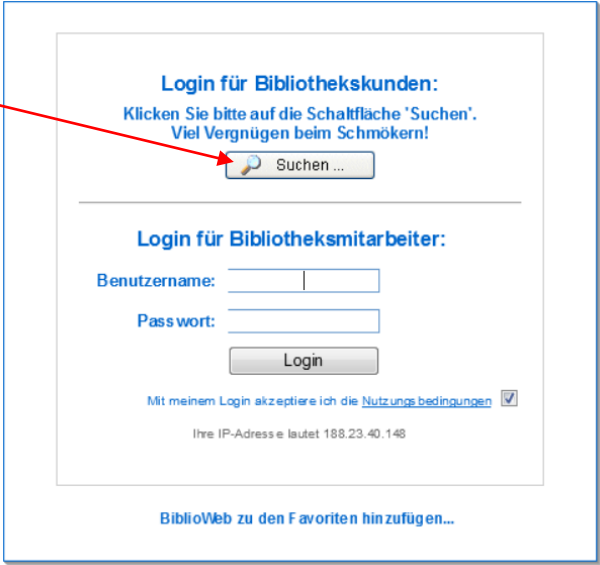 Login für Bibliothekskunden:
Klicken Sie bitte auf die Schaltfläche 'Suchen'.
Viel Vergnügen beim Schmökern!
Suchen ...
Login für Bibliotheksmitarbeiter:
Benutzername:
Passwort:
Login
Mit meinem Login akzeptiere ich die Nutzungsbedingungen
Ihre IP-Adresse lautet 188.23.40.148
BiblioWeb zu den Favoriten hinzufügen...